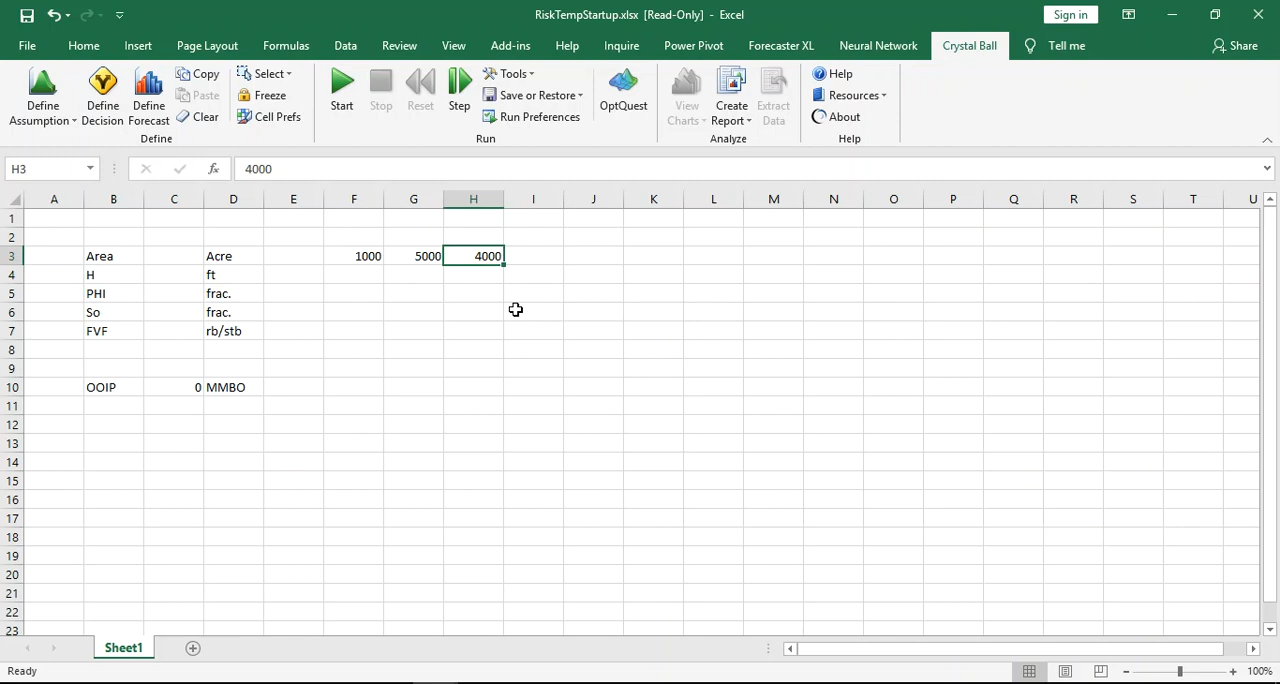 RiskTempStartup.xlsx [Read-Only] - Excel
Sign in
File Home Insert Page Layout Formulas Data Review View Add-ins Help Inquire Power Pivot Forecaster XL Neural Network Crystal Ball Tell me Share
Define Assumption
Define Decision
Define Forecast
Copy
Paste
Clear
Select
Freeze
Cell Prefs
Define
Start
Stop
Reset
Step
Tools
Save or Restore
Run Preferences
OptQuest
Run
View Charts
Create Report
Extract Data
Analyze
Help
Resources
About
Help
H3 fx 4000
A B C D E F G H I J K L M N O P Q R S T U
1
2
3 Area Acre 1000 5000 4000
4 H ft
5 PHI frac.
6 So frac.
7 FVF rb/stb
8
9
10 OOIP 0 MMBO
11
12
13
14
15
16
17
18
19
20
21
22
23
Sheet1
Ready 100%